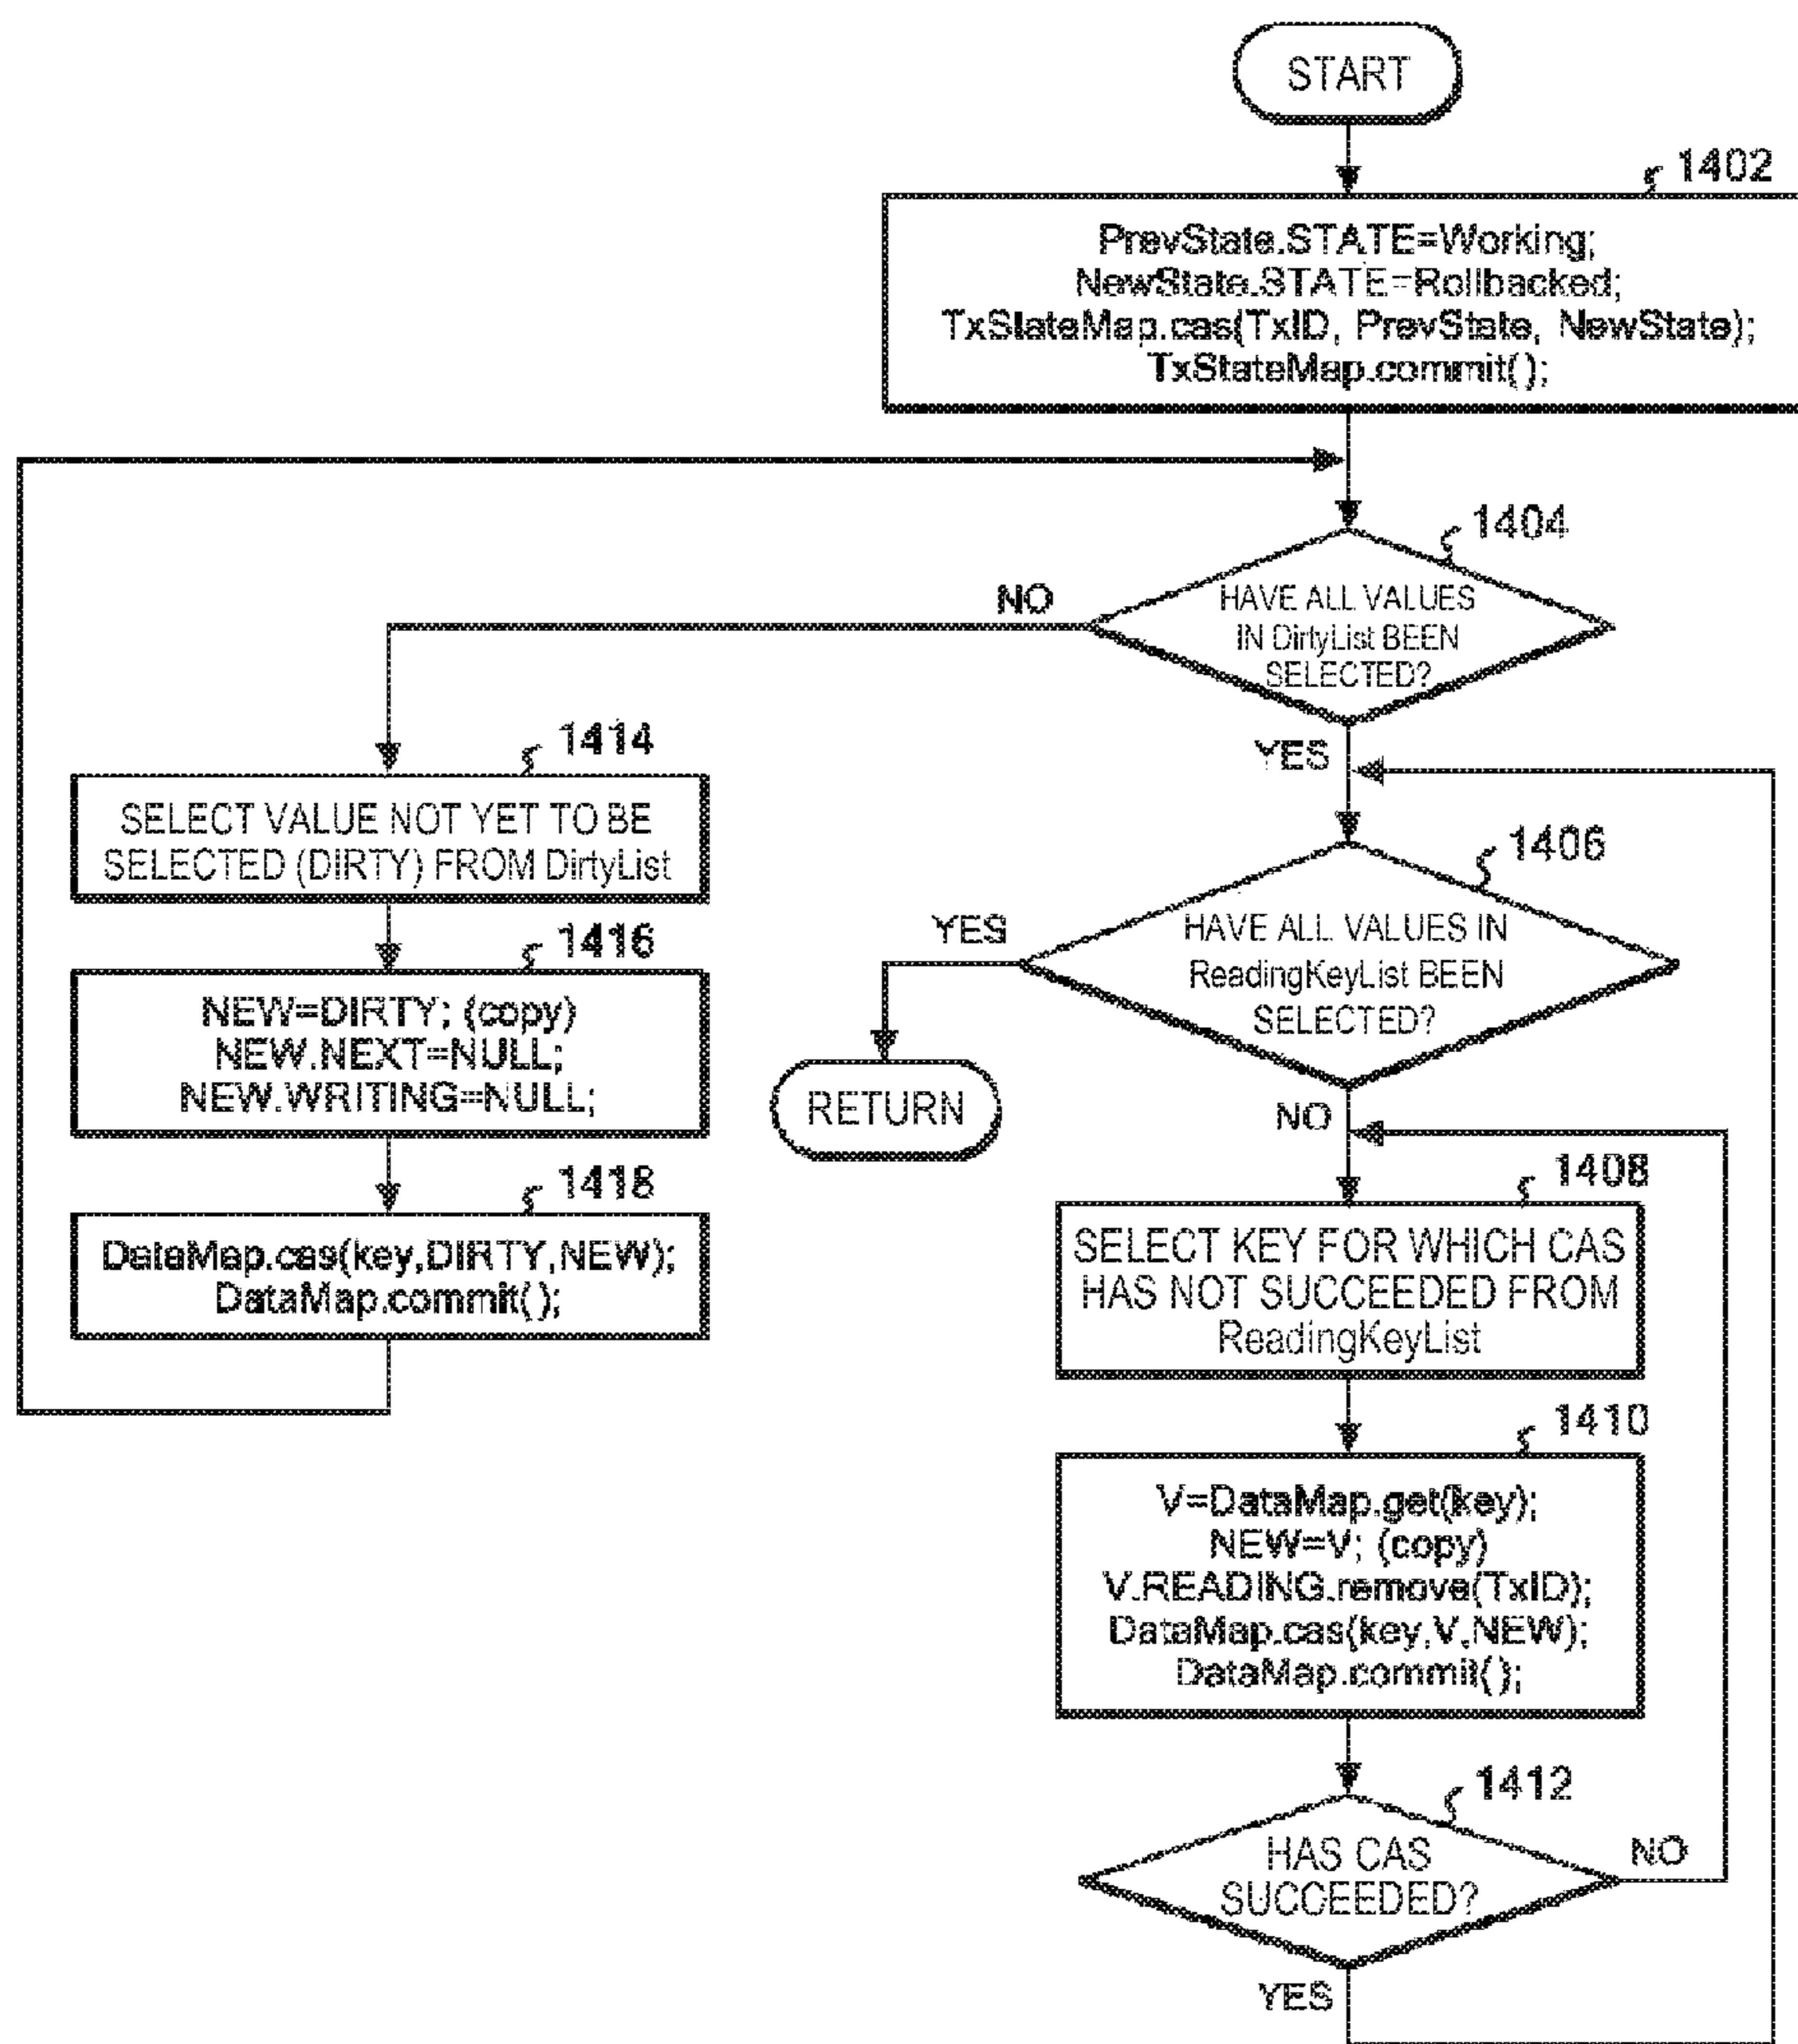 START
1402
PrevState.STATE=Working;
NewState.STATE=Rollbacked;
TxStateMap.cas(TxID, PrevState, NewState);
TxStateMap.commit();
1404
HAVE ALL VALUES
IN DirtyList BEEN
SELECTED?
NO
YES
1414
SELECT VALUE NOT YET TO BE
SELECTED (DIRTY) FROM DirtyList
1416
NEW=DIRTY; (copy)
NEW.NEXT=NULL;
NEW.WRITING=NULL;
1418
DataMap.cas(key,DIRTY,NEW);
DataMap.commit();
1406
HAVE ALL VALUES IN
ReadingKeyList BEEN
SELECTED?
YES
RETURN
NO
1408
SELECT KEY FOR WHICH CAS
HAS NOT SUCCEEDED FROM
ReadingKeyList
1410
V=DataMap.get(key);
NEW=V; (copy)
V.READING.remove(TxID);
DataMap.cas(key,V,NEW);
DataMap.commit();
1412
HAS CAS
SUCCEEDED?
NO
YES